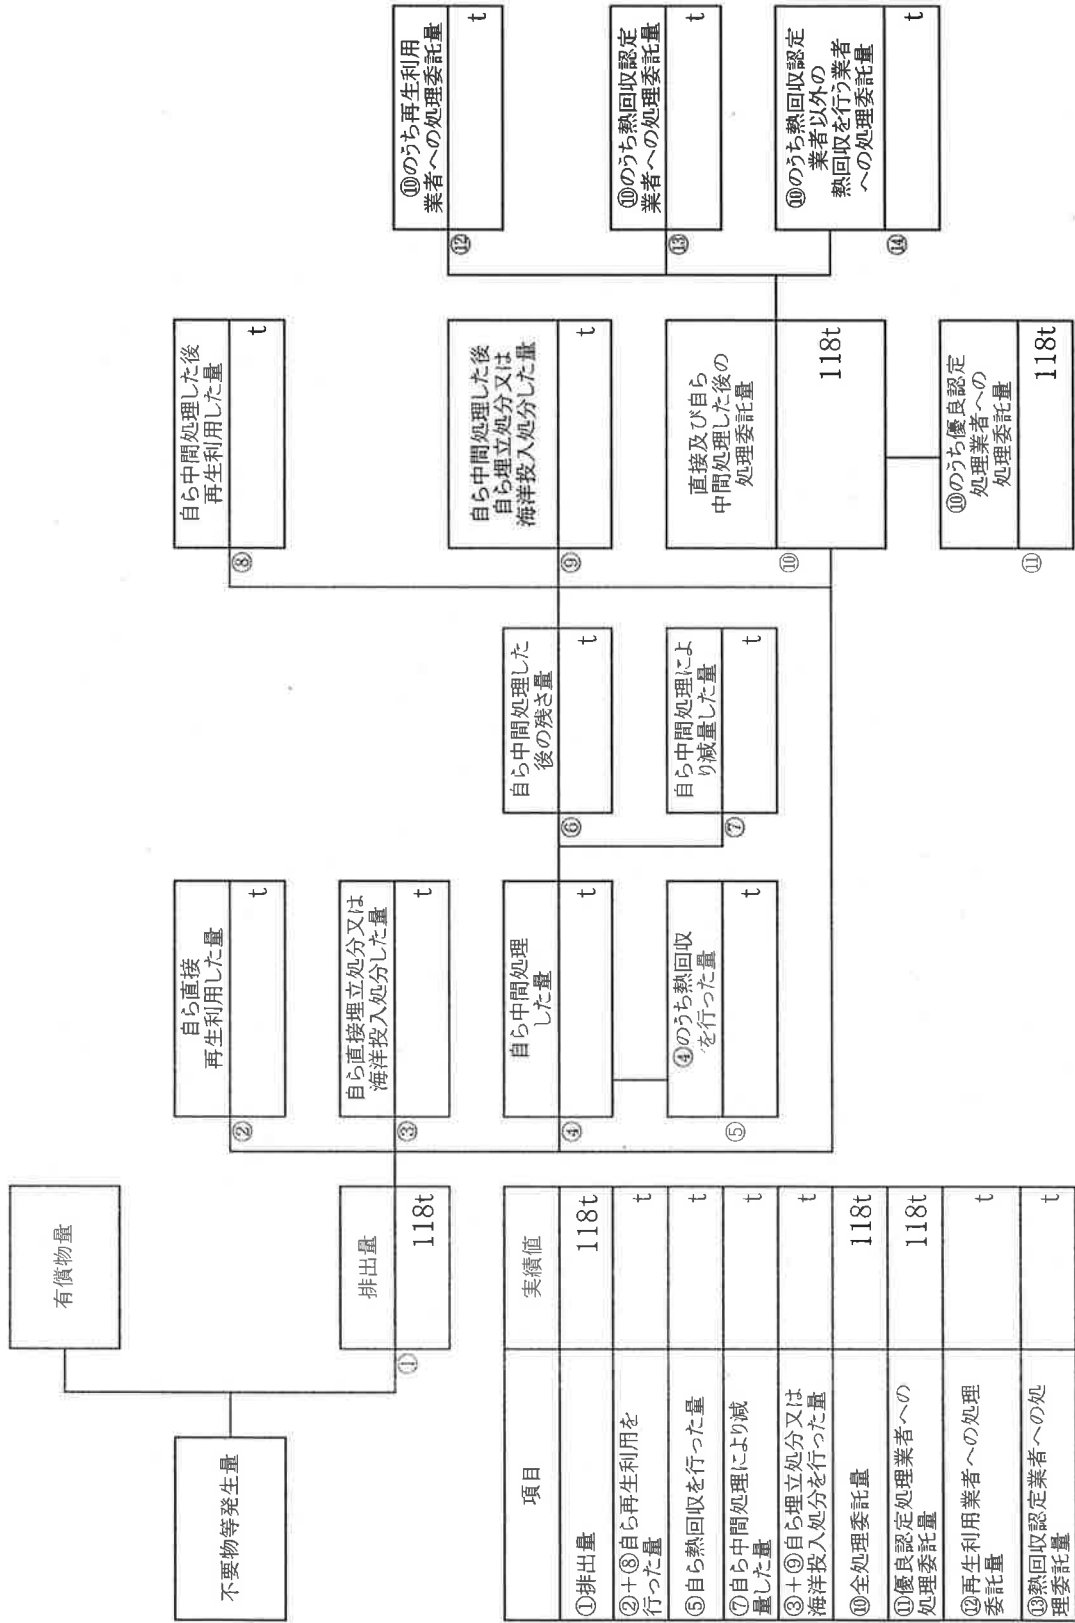 不要物等発生量
有償物量
①
排出量
118t
②
自ら直接
再生利用した量
t
③
自ら直接埋立処分又は
海洋投入処分した量
t
④
自ら中間処理
した量
t
⑤
④のうち熱回収
を行った量
t
⑥
自ら中間処理した
後の残さ量
t
⑦
自ら中間処理によ
り減量した量
t
⑧
自ら中間処理した後
再生利用した量
t
⑨
自ら中間処理した後
自ら埋立処分又は
海洋投入処分した量
t
⑩
直接及び自ら
中間処理した後の
処理委託量
118t
⑪
⑩のうち優良認定
処理業者への
処理委託量
118t
⑫
⑩のうち再生利用
業者への処理委託量
t
⑬
⑩のうち熱回収認定
業者への処理委託量
t
⑭
⑩のうち熱回収認定
業者以外の
熱回収を行う業者
への処理委託量
t
項目 実績値
①排出量 118t
②+⑧自ら再生利用を
行った量 t
⑤自ら熱回収を行った量 t
⑦自ら中間処理により減
量した量 t
③+⑨自ら埋立処分又は
海洋投入処分を行った量 t
⑩全処理委託量 118t
⑪優良認定処理業者への
処理委託量 118t
⑫再生利用業者への処理
委託量 t
⑬熱回収認定業者への処
理委託量 t